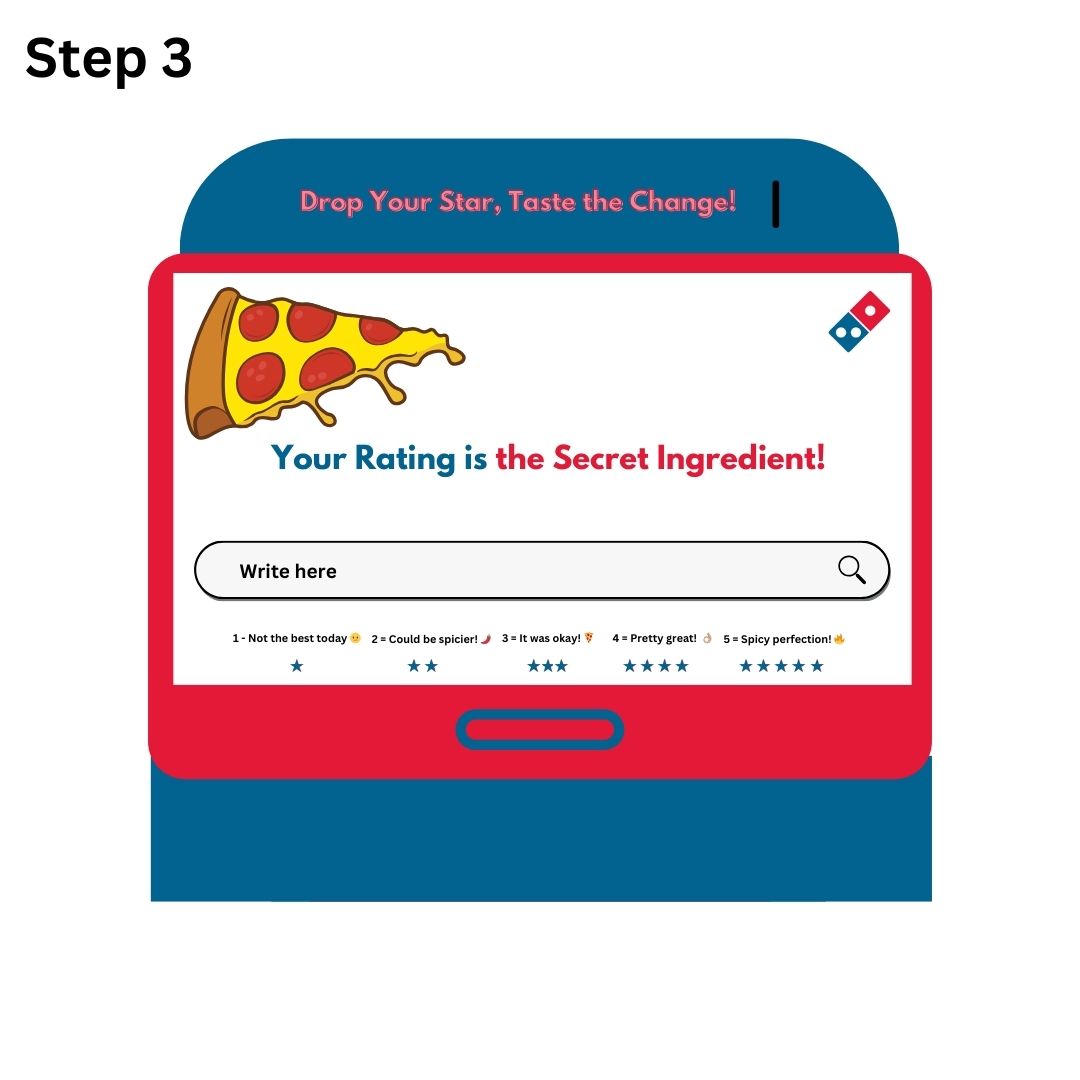 Step 3
Drop Your Star, Taste the Change!
Your Rating is the Secret Ingredient!
Write here
1 - Not the best today 😕 2 = Could be spicier! 🌶️ 3 = It was okay! 🍕 4 = Pretty great! 👌🏼 5 = Spicy perfection! 🔥